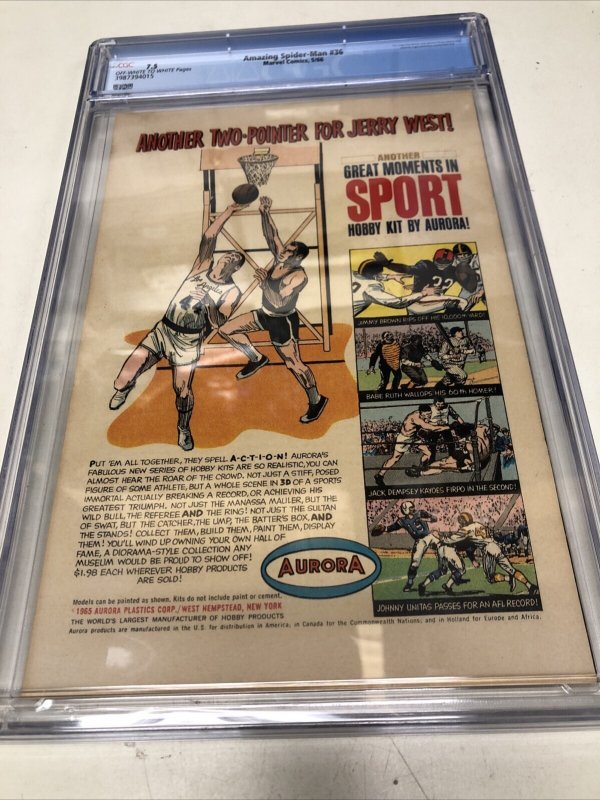 CGC 7.5
OFF-WHITE TO WHITE Pages
3987394015
Amazing Spider-Man #36
Marvel Comics, 5/66
ANOTHER TWO-POINTER FOR JERRY WEST!
Los Angeles
44
ANOTHER
GREAT MOMENTS IN
SPORT
HOBBY KIT BY AURORA!
32
JIMMY BROWN RIPS OFF HIS 10,000TH YARD!
BABE RUTH WALLOPS HIS 60TH HOMER!
JACK DEMPSEY KAYOES FIRPO IN THE SECOND!
JOHNNY UNITAS PASSES FOR AN AFL RECORD!
PUT 'EM ALL TOGETHER, THEY SPELL A-C-T-I-O-N! AURORA'S
FABULOUS NEW SERIES OF HOBBY KITS ARE SO REALISTIC, YOU CAN
ALMOST HEAR THE ROAR OF THE CROWD. NOT JUST A STIFF, POSED
FIGURE OF SOME ATHLETE, BUT A WHOLE SCENE IN 3D OF A SPORTS
IMMORTAL ACTUALLY BREAKING A RECORD, OR ACHIEVING HIS
GREATEST TRIUMPH. NOT JUST THE MANASSA MAULER, BUT THE
WILD BULL, THE REFEREE AND THE RING! NOT JUST THE SULTAN
OF SWAT, BUT THE CATCHER, THE UMP, THE BATTER'S BOX, AND
THE STANDS! COLLECT THEM, BUILD THEM, PAINT THEM, DISPLAY
THEM! YOU'LL WIND UP OWNING YOUR OWN HALL OF
FAME, A DIORAMA-STYLE COLLECTION ANY
MUSEUM WOULD BE PROUD TO SHOW OFF!
$1.98 EACH WHEREVER HOBBY PRODUCTS
ARE SOLD!
AURORA
Models can be painted as shown. Kits do not include paint or cement.
©1965 AURORA PLASTICS CORP./WEST HEMPSTEAD, NEW YORK
THE WORLD'S LARGEST MANUFACTURER OF HOBBY PRODUCTS
Aurora products are manufactured in the U.S. for distribution in America; in Canada for the Commonwealth Nations; and in Holland for Europe and Africa.